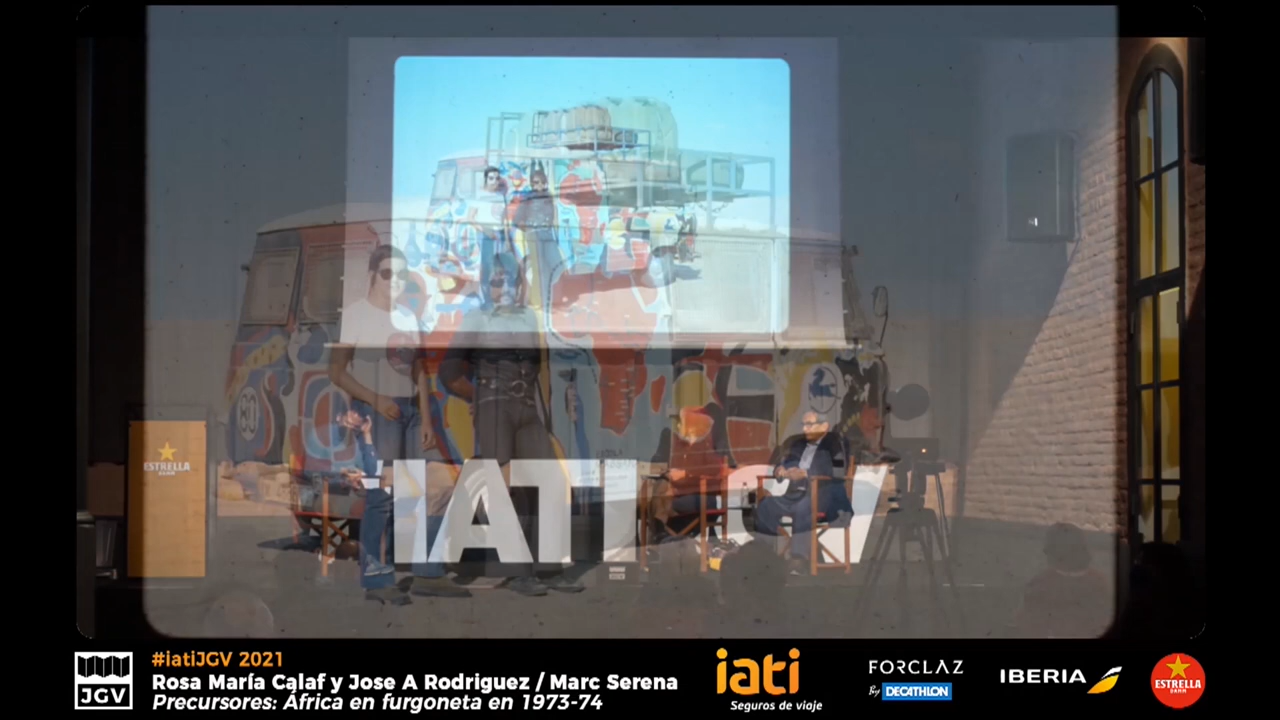 ESTRELLA
DAMM
IATI
JGV
#iatiJGV 2021
Rosa María Calaf y Jose A Rodriguez / Marc Serena
Precursores: África en furgoneta en 1973-74
iati
Seguros de viaje
FORCLAZ
By DECATHLON
IBERIA
ESTRELLA
DAMM